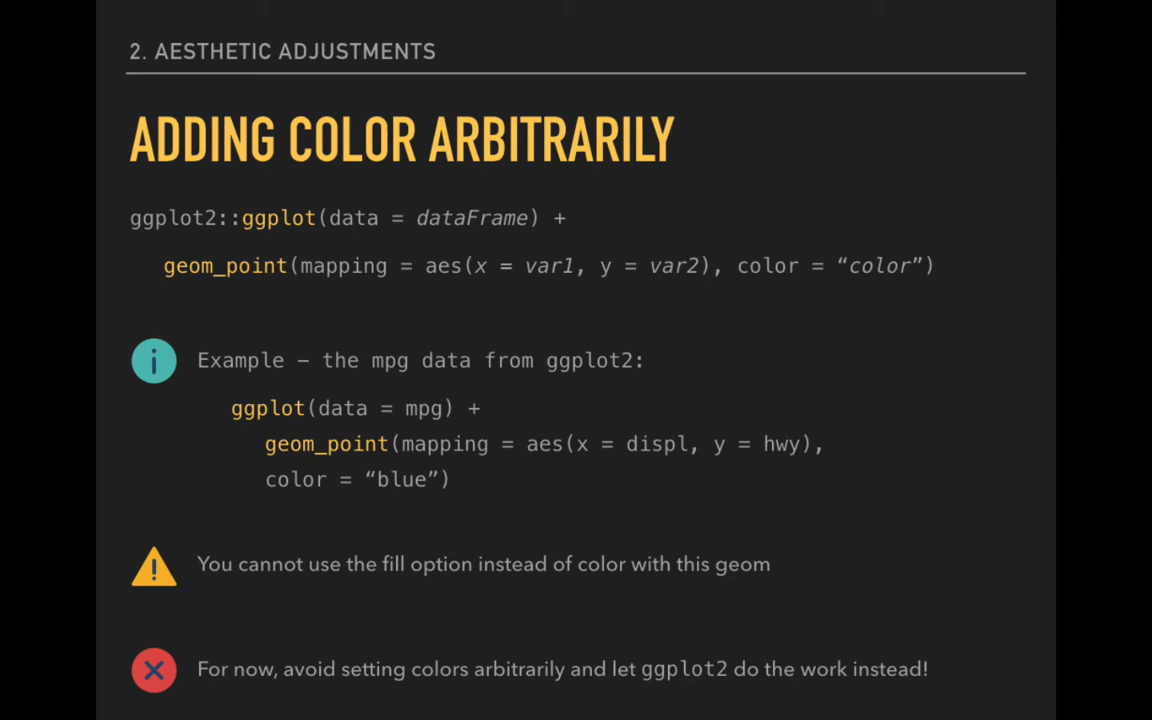 2. AESTHETIC ADJUSTMENTS
ADDING COLOR ARBITRARILY
ggplot2::ggplot(data = dataFrame) +
geom_point(mapping = aes(x = var1, y = var2), color = “color”)
Example – the mpg data from ggplot2:
ggplot(data = mpg) +
geom_point(mapping = aes(x = displ, y = hwy),
color = “blue”)
You cannot use the fill option instead of color with this geom
For now, avoid setting colors arbitrarily and let ggplot2 do the work instead!